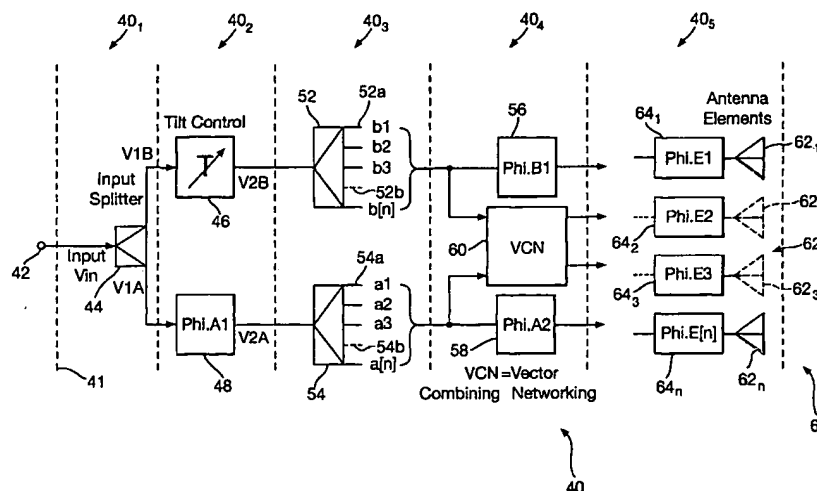 40₁
40₂
40₃
40₄
40₅
Tilt Control
52
52a
56
64₁
Antenna
Elements
V1B
T
b1
b2
b3
52b
b[n]
Phi.B1
Phi.E1
62₁
Input
Splitter
46
V2B
42
Input
Vin
44
V1A
60
VCN
Phi.E2
64₂
62
62
Phi.E3
64₃
62₃
54a
a1
a2
a3
54b
a[n]
Phi.A1
V2A
48
54
58
Phi.A2
Phi.E[n]
64ₙ
62ₙ
41
VCN=Vector
Combining Networking
40
6